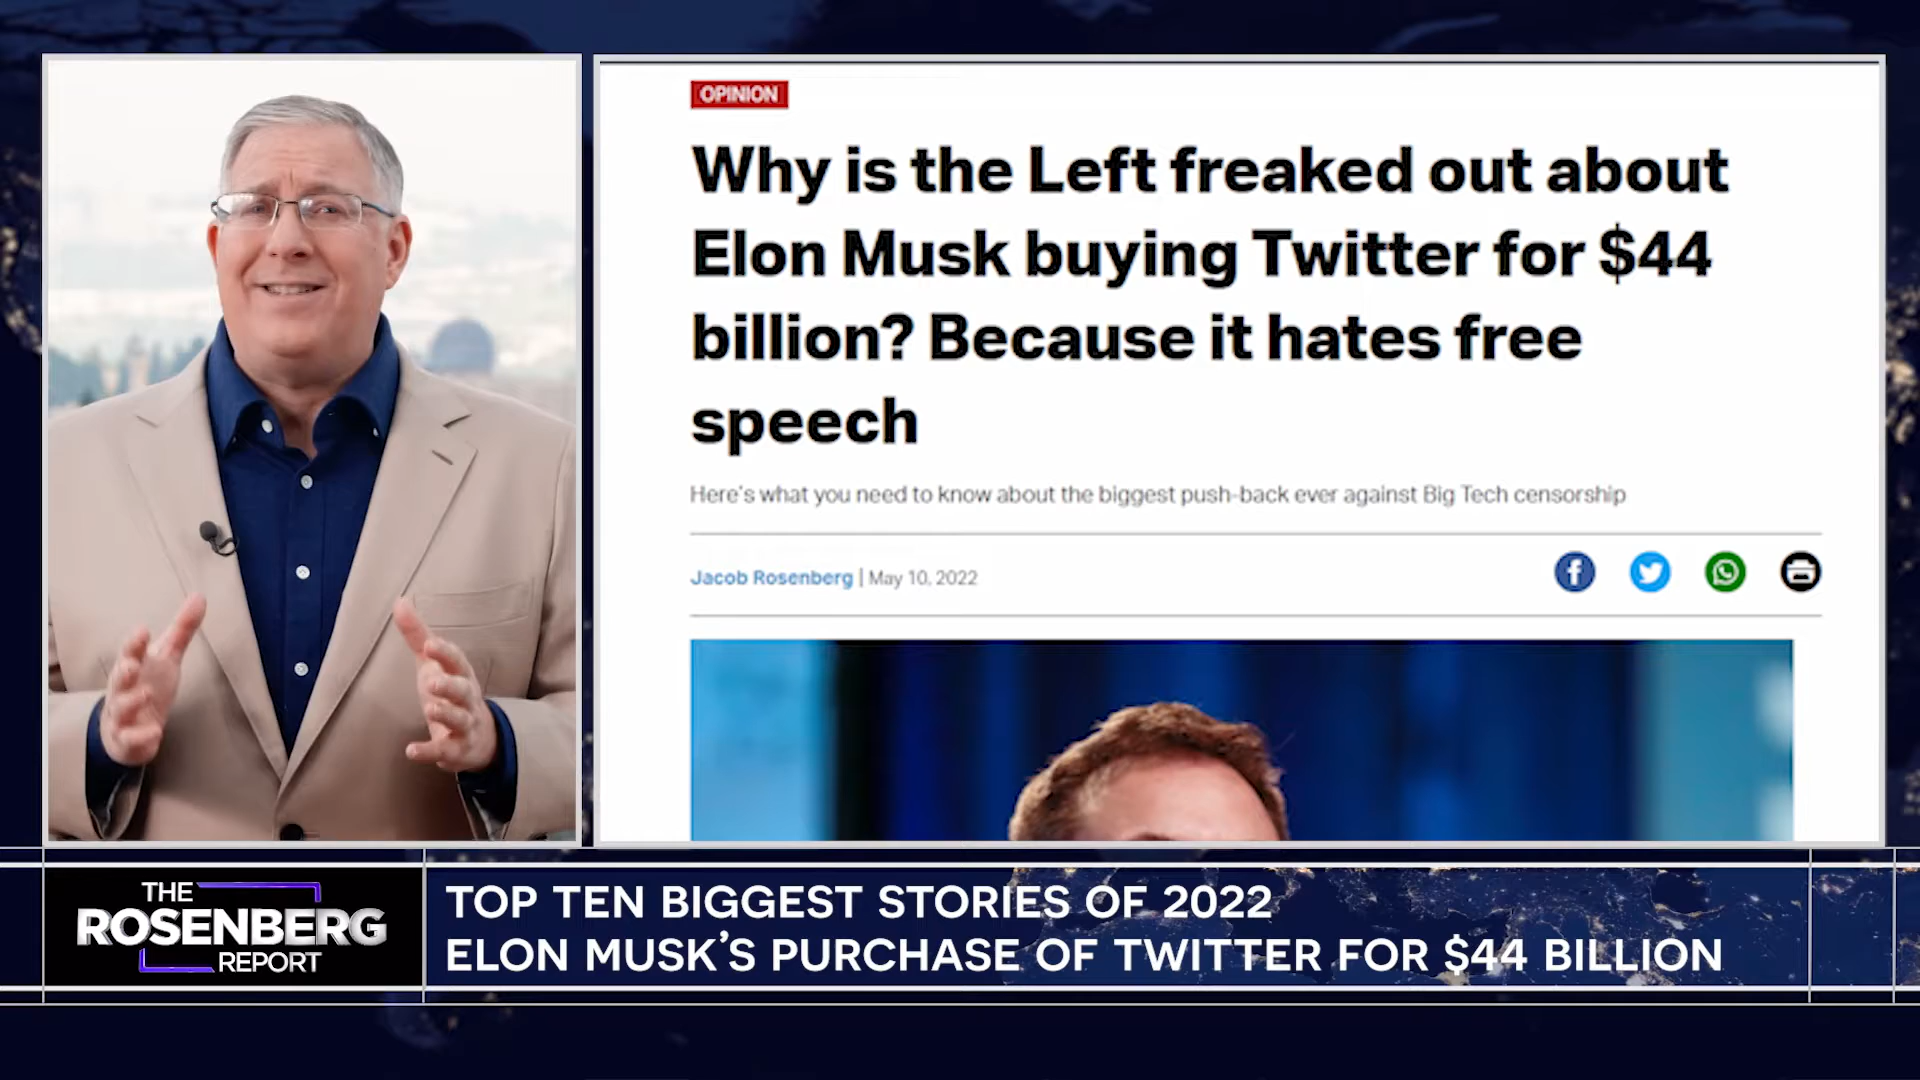 OPINION
Why is the Left freaked out about
Elon Musk buying Twitter for $44
billion? Because it hates free
speech
Here's what you need to know about the biggest push-back ever against Big Tech censorship
Jacob Rosenberg | May 10, 2022
THE
ROSENBERG
REPORT
TOP TEN BIGGEST STORIES OF 2022
ELON MUSK'S PURCHASE OF TWITTER FOR $44 BILLION